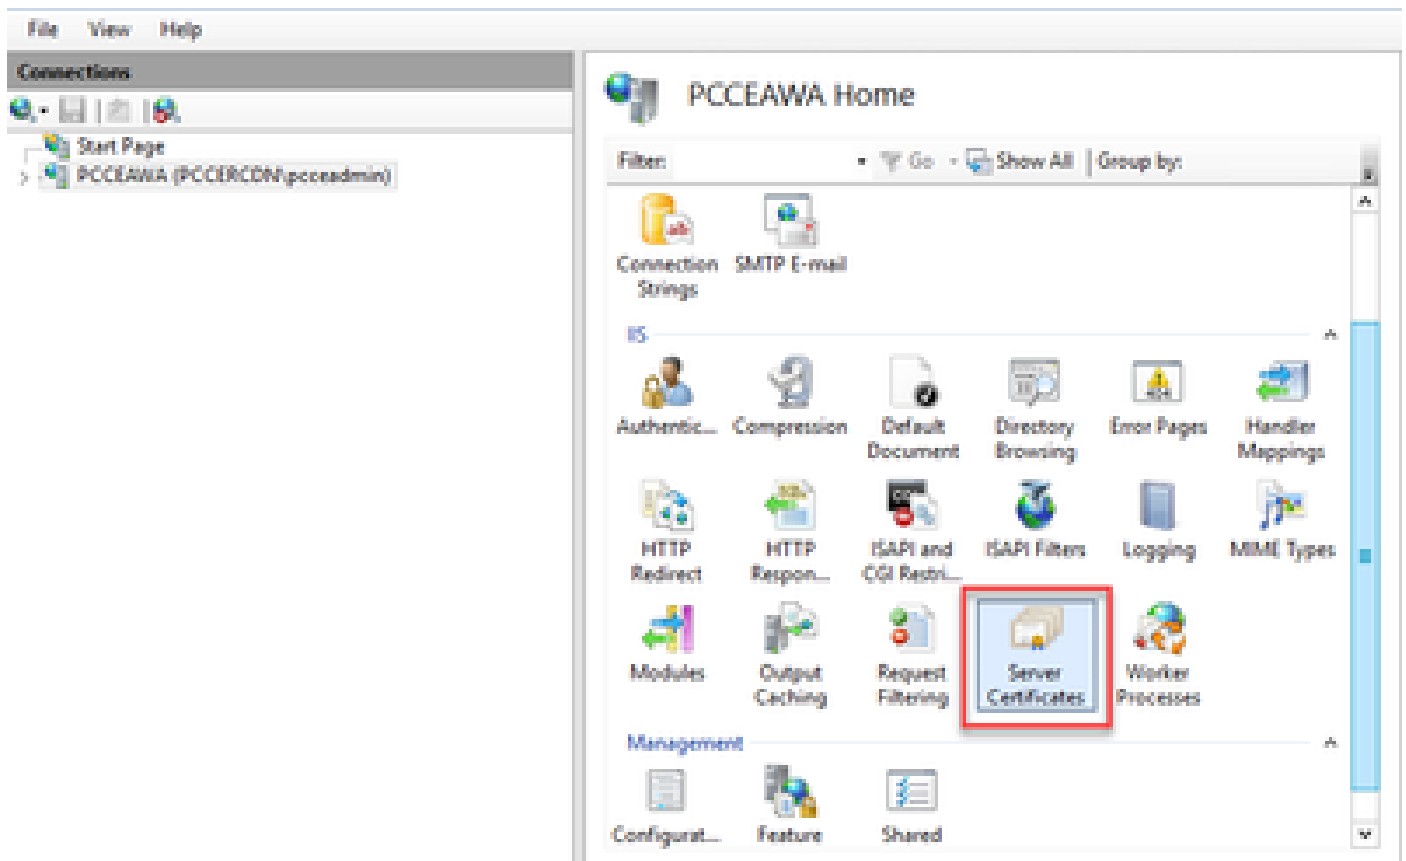 File View Help
Connections
Start Page
PCCEAWA (PCCERCDN\pcceadmin)
PCCEAWA Home
Filter: Go Show All Group by:
Connection Strings
SMTP E-mail
IIS
Authentic...
Compression
Default Document
Directory Browsing
Error Pages
Handler Mappings
HTTP Redirect
HTTP Respon...
ISAPI and CGI Restri...
ISAPI Filters
Logging
MIME Types
Modules
Output Caching
Request Filtering
Server Certificates
Worker Processes
Management
Configurat...
Feature
Shared